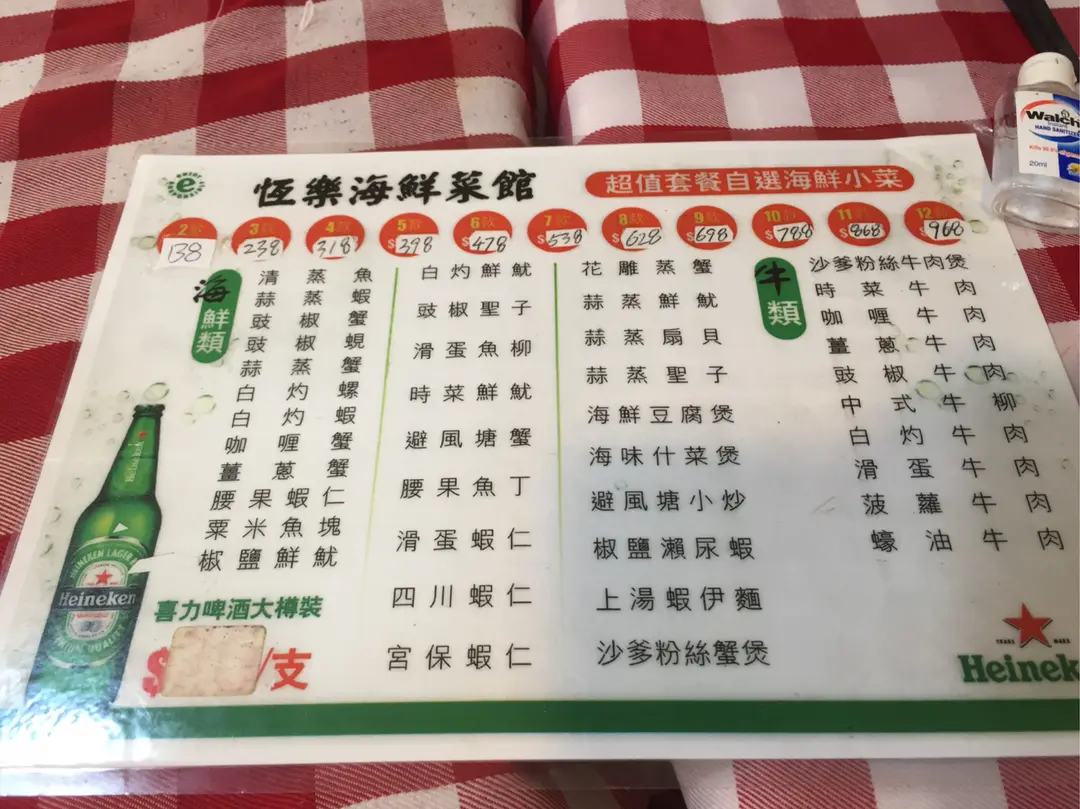 恆樂海鮮菜館
超值套餐自選海鮮小菜
2款 138
3款 $238
4款 $318
5款 $398
6款 $478
7款 $538
8款 $628
9款 $698
10款 $788
11款 $868
12款 $968
海鮮類
清蒸魚
蒜蒸蝦
豉椒蟹
豉椒蜆
蒜蒸蟹
白灼螺
白灼蝦
咖喱蟹
薑蔥蟹
腰果蝦仁
粟米魚塊
椒鹽鮮魷
白灼鮮魷
豉椒聖子
滑蛋魚柳
時菜鮮魷
避風塘蟹
腰果魚丁
滑蛋蝦仁
四川蝦仁
宮保蝦仁
花雕蒸蟹
蒜蒸鮮魷
蒜蒸扇貝
蒜蒸聖子
海鮮豆腐煲
海味什菜煲
避風塘小炒
椒鹽瀨尿蝦
上湯蝦伊麵
沙爹粉絲蟹煲
牛類
沙爹粉絲牛肉煲
時菜牛肉
咖喱牛肉
薑蔥牛肉
豉椒牛肉
中式牛柳
白灼牛肉
滑蛋牛肉
菠蘿牛肉
蠔油牛肉
Heineken
HEINEKEN LAGER
Heineken
喜力啤酒大樽裝
$ /支
TRADE MARK
Heinek
Walch
HAND SANITIZER
20ml